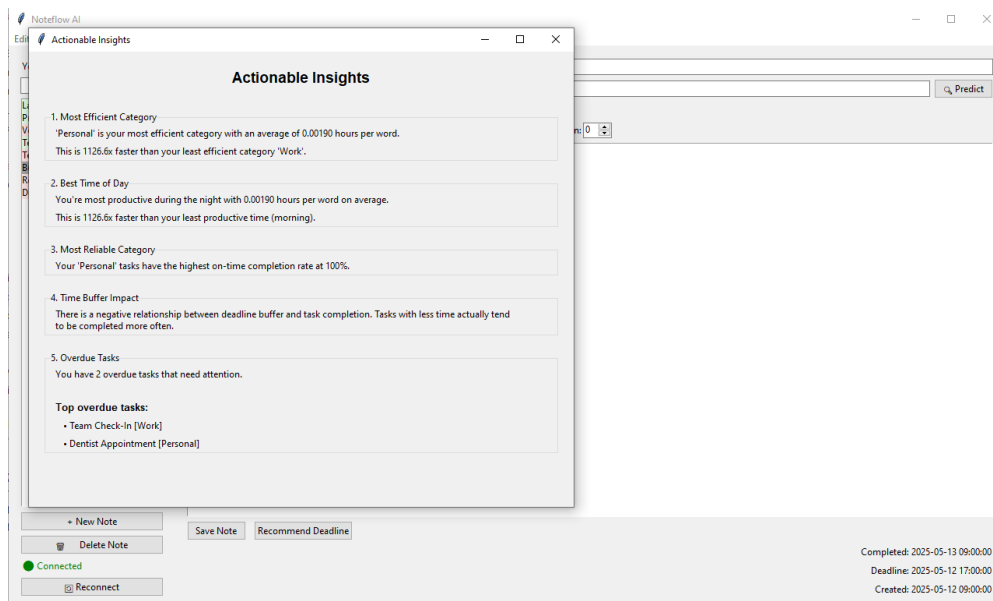 Noteflow AI
Actionable Insights
Actionable Insights
1. Most Efficient Category
'Personal' is your most efficient category with an average of 0.00190 hours per word.
This is 1126.6x faster than your least efficient category 'Work'.
2. Best Time of Day
You're most productive during the night with 0.00190 hours per word on average.
This is 1126.6x faster than your least productive time (morning).
3. Most Reliable Category
Your 'Personal' tasks have the highest on-time completion rate at 100%.
4. Time Buffer Impact
There is a negative relationship between deadline buffer and task completion. Tasks with less time actually tend
to be completed more often.
5. Overdue Tasks
You have 2 overdue tasks that need attention.
Top overdue tasks:
• Team Check-In [Work]
• Dentist Appointment [Personal]
Predict
0
+ New Note
Delete Note
Connected
Reconnect
Save Note
Recommend Deadline
Completed: 2025-05-13 09:00:00
Deadline: 2025-05-12 17:00:00
Created: 2025-05-12 09:00:00